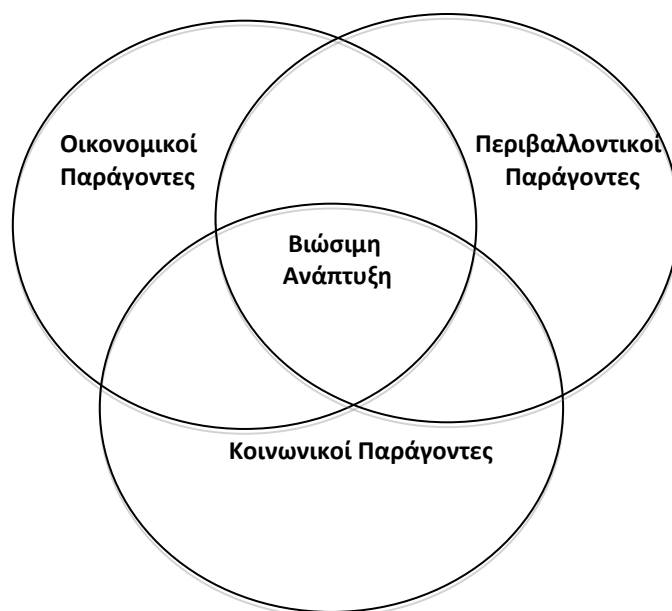 Οικονομικοί
Παράγοντες
Περιβαλλοντικοί
Παράγοντες
Βιώσιμη
Ανάπτυξη
Κοινωνικοί Παράγοντες